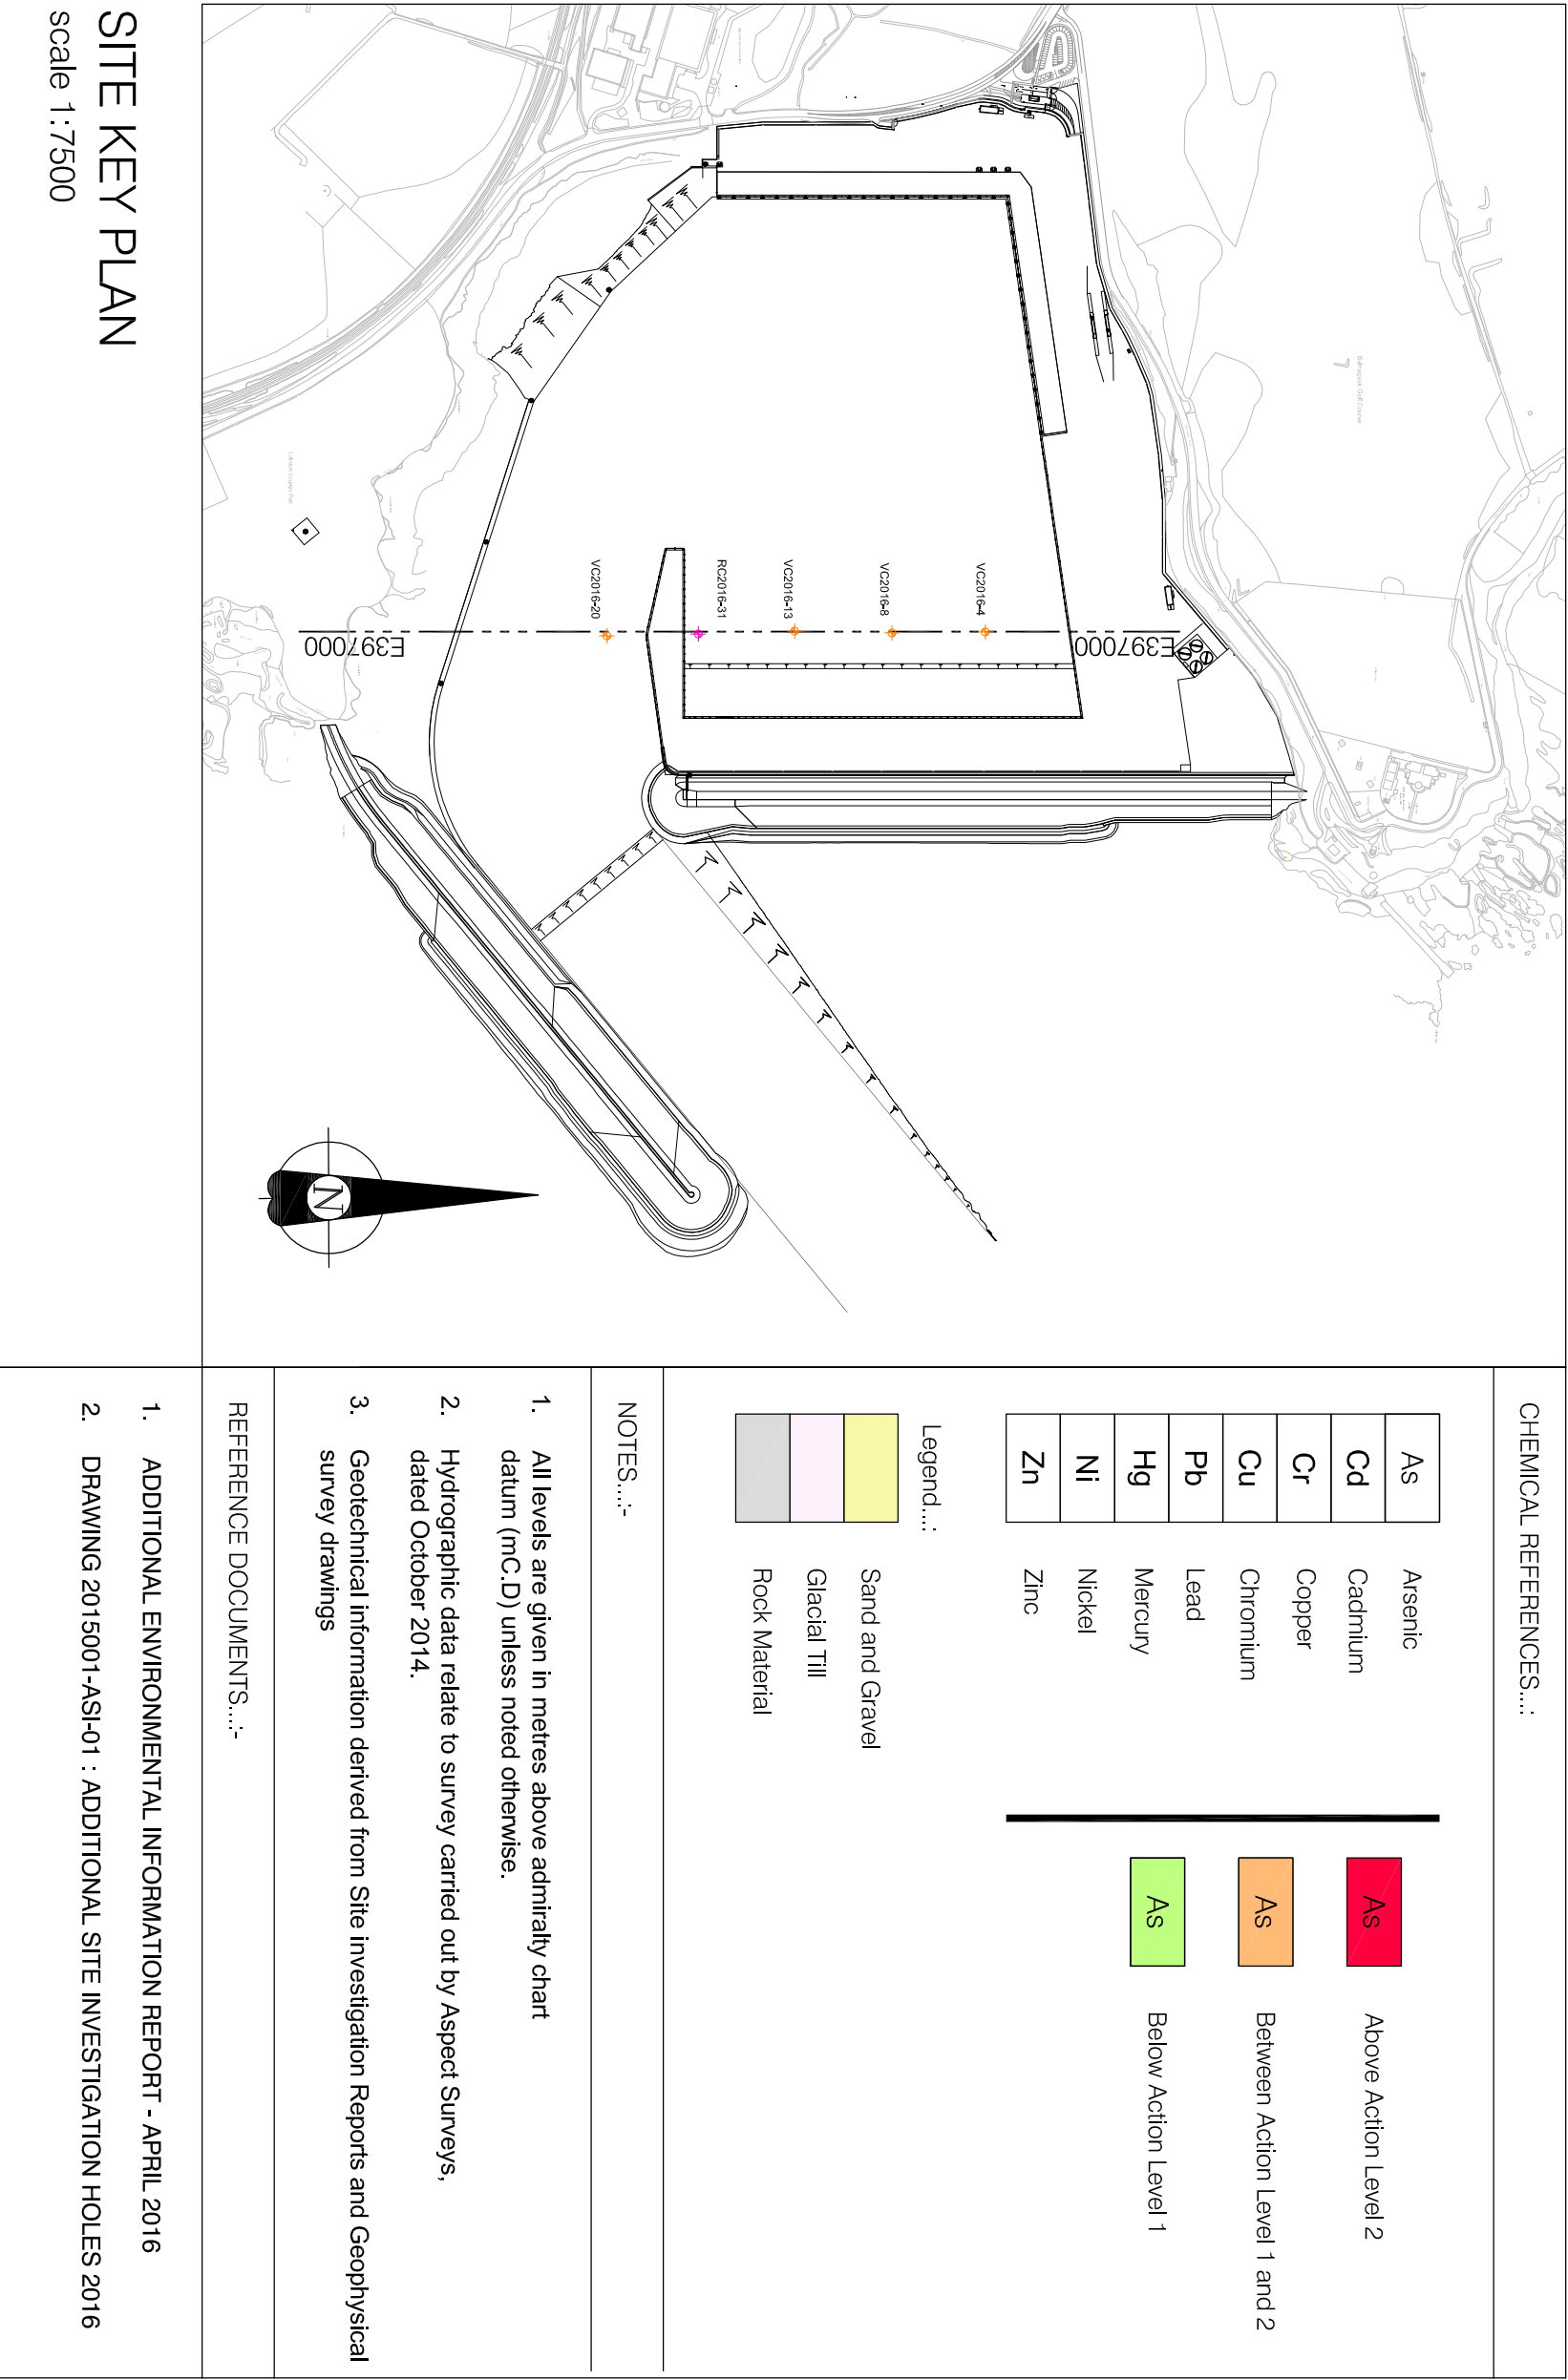 CHEMICAL REFERENCES...:
As Arsenic
Cd Cadmium
Cr Copper
Cu Chromium
Pb Lead
Hg Mercury
Ni Nickel
Zn Zinc
As Above Action Level 2
As Between Action Level 1 and 2
As Below Action Level 1
Legend...:
Sand and Gravel
Glacial Till
Rock Material
NOTES...:-
1. All levels are given in metres above admiralty chart
datum (mC.D) unless noted otherwise.
2. Hydrographic data relate to survey carried out by Aspect Surveys,
dated October 2014.
3. Geotechnical information derived from Site investigation Reports and Geophysical
survey drawings
REFERENCE DOCUMENTS...:-
1. ADDITIONAL ENVIRONMENTAL INFORMATION REPORT - APRIL 2016
2. DRAWING 2015001-ASI-01 : ADDITIONAL SITE INVESTIGATION HOLES 2016
E397000
VC2016-4
VC2016-8
VC2016-13
RC2016-31
VC2016-20
E397000
N
SITE KEY PLAN
scale 1:7500